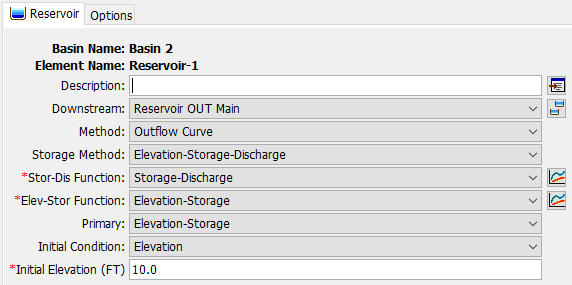 Reservoir Options
Basin Name: Basin 2
Element Name: Reservoir-1
Description:
Downstream: Reservoir OUT Main
Method: Outflow Curve
Storage Method: Elevation-Storage-Discharge
*Stor-Dis Function: Storage-Discharge
*Elev-Stor Function: Elevation-Storage
Primary: Elevation-Storage
Initial Condition: Elevation
*Initial Elevation (FT) 10.0